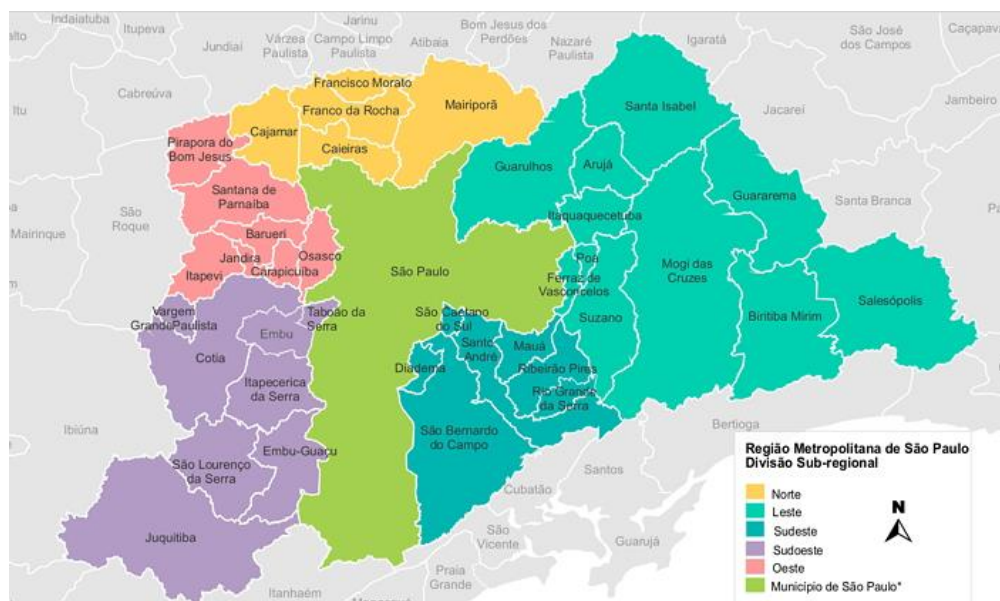 Indaiatuba
Itupeva
Jundiaí
Várzea
Paulista
Jarinu
Campo Limpo
Paulista
Atibaia
Bom Jesus dos
Perdões
Nazaré
Paulista
Igaratá
São José
dos Campos
Caçapava
Cabreúva
Itu
Jacareí
Jambeiro
Francisco Morato
Franco da Rocha
Mairiporã
Cajamar
Caieiras
Santa Isabel
Pirapora do
Bom Jesus
Guarulhos
Arujá
Santana de
Parnaíba
Guararema
Santa Branca
São
Roque
Mairinque
Itaquaquecetuba
Barueri
Jandira
Osasco
Itapevi
Carapicuiba
São Paulo
Poá
Ferraz de
Vasconcelos
Mogi das
Cruzes
Salesópolis
Vargem
Grande Paulista
Taboão da
Serra
São Caetano
do Sul
Suzano
Biritiba Mirim
Embu
Cotia
Santo
André
Mauá
Diadema
Ribeirão Pires
Itapecerica
da Serra
Rio Grande
da Serra
Ibiúna
São Bernardo
do Campo
Bertioga
Embu-Guaçu
São Lourenço
da Serra
Santos
Cubatão
Juquitiba
São
Vicente
Guarujá
Praia
Grande
Itanhaém
Região Metropolitana de São Paulo
Divisão Sub-regional
Norte
Leste
Sudeste
Sudoeste
Oeste
Município de São Paulo*
N